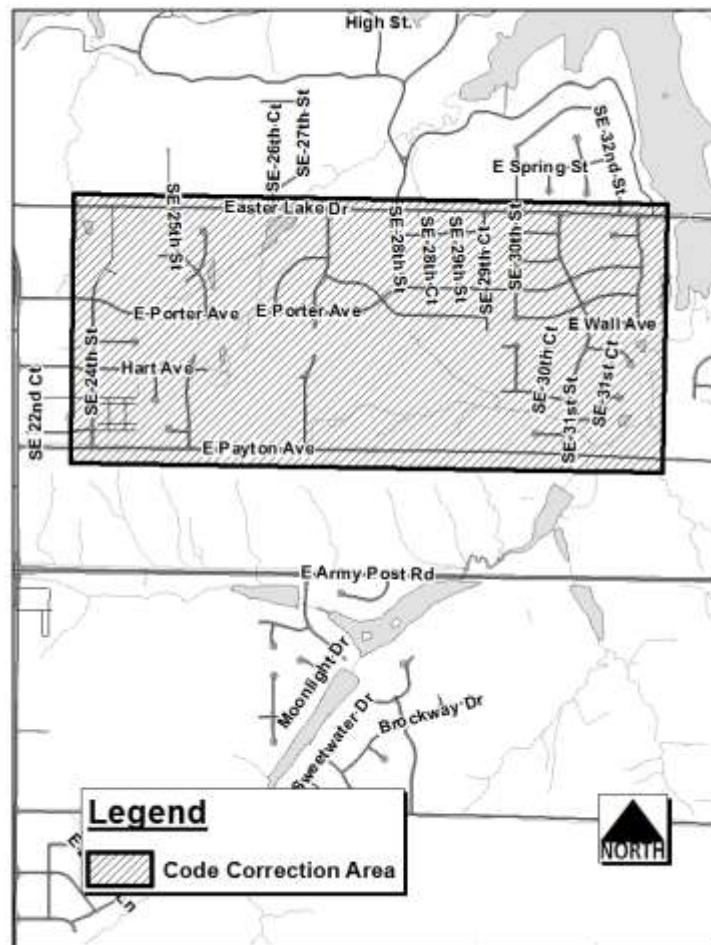 High St.
SE 26th Ct
SE 27th St
SE 32nd St
E Spring St
SE 25th St
Easter Lake Dr
SE 28th St
SE 28th Ct
SE 29th St
SE 29th Ct
SE 30th St
E Porter Ave
E Porter Ave
E Wall Ave
SE 24th St
Hart Ave
SE 30th Ct
SE 31st Ct
SE 22nd Ct
SE 31st St
E Payton Ave
E Army Post Rd
Moonlight Dr
Sweetwater Dr
Brockway Dr
Legend
Code Correction Area
NORTH
E
Ln